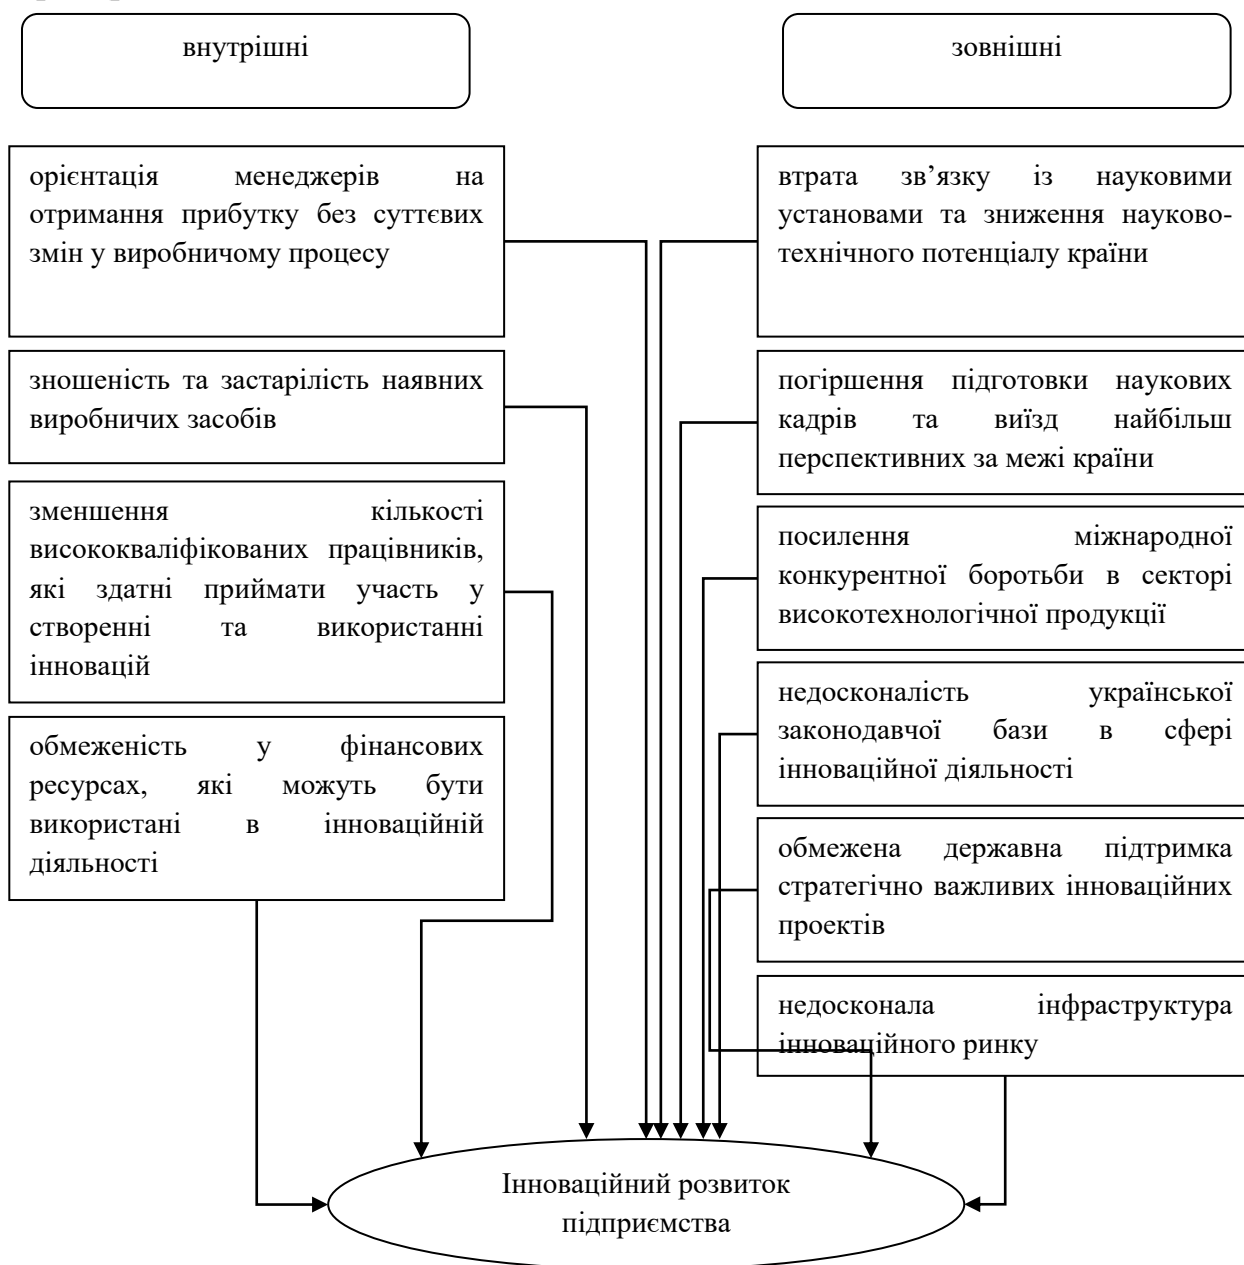 внутрішні
орієнтація менеджерів на
отримання прибутку без суттєвих
змін у виробничому процесу
зношеність та застарілість наявних
виробничих засобів
зменшення кількості
висококваліфікованих працівників,
які здатні приймати участь у
створенні та використанні
інновацій
обмеженість у фінансових
ресурсах, які можуть бути
використані в інноваційній
діяльності
зовнішні
втрата зв’язку із науковими
установами та зниження науково-
технічного потенціалу країни
погіршення підготовки наукових
кадрів та виїзд найбільш
перспективних за межі країни
посилення міжнародної
конкурентної боротьби в секторі
високотехнологічної продукції
недосконалість української
законодавчої бази в сфері
інноваційної діяльності
обмежена державна підтримка
стратегічно важливих інноваційних
проектів
недосконала інфраструктура
інноваційного ринку
Інноваційний розвиток
підприємства